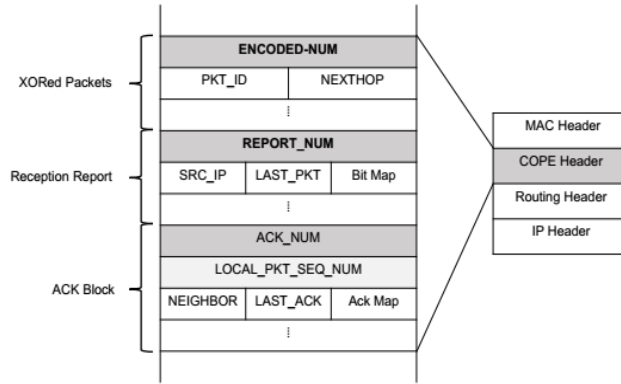 ENCODED-NUM
XORed Packets
PKT_ID NEXTHOP
⁞
REPORT_NUM
Reception Report
SRC_IP LAST_PKT Bit Map
⁞
ACK_NUM
LOCAL_PKT_SEQ_NUM
ACK Block
NEIGHBOR LAST_ACK Ack Map
⁞
MAC Header
COPE Header
Routing Header
IP Header